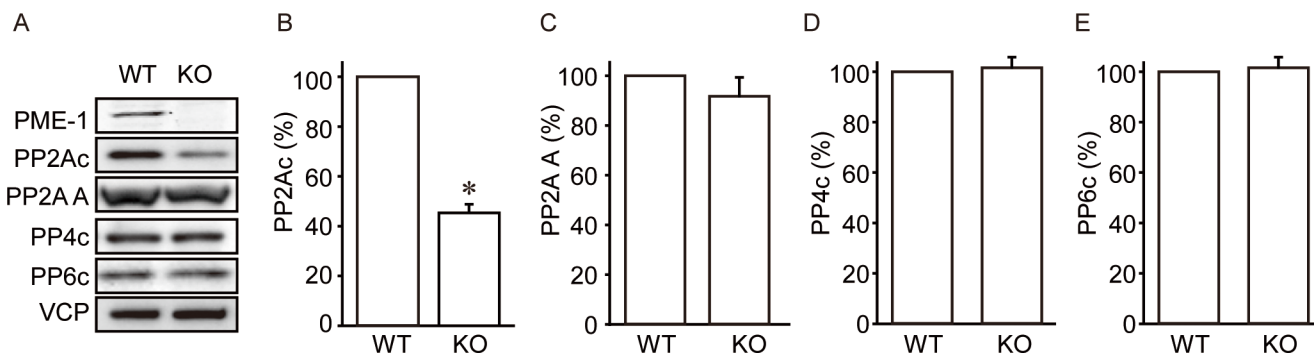 A
WT KO
PME-1
PP2Ac
PP2A A
PP4c
PP6c
VCP
B
PP2Ac (%)
100
80
60
40
20
0
*
WT KO
C
PP2A A (%)
100
80
60
40
20
0
WT KO
D
PP4c (%)
100
80
60
40
20
0
WT KO
E
PP6c (%)
100
80
60
40
20
0
WT KO